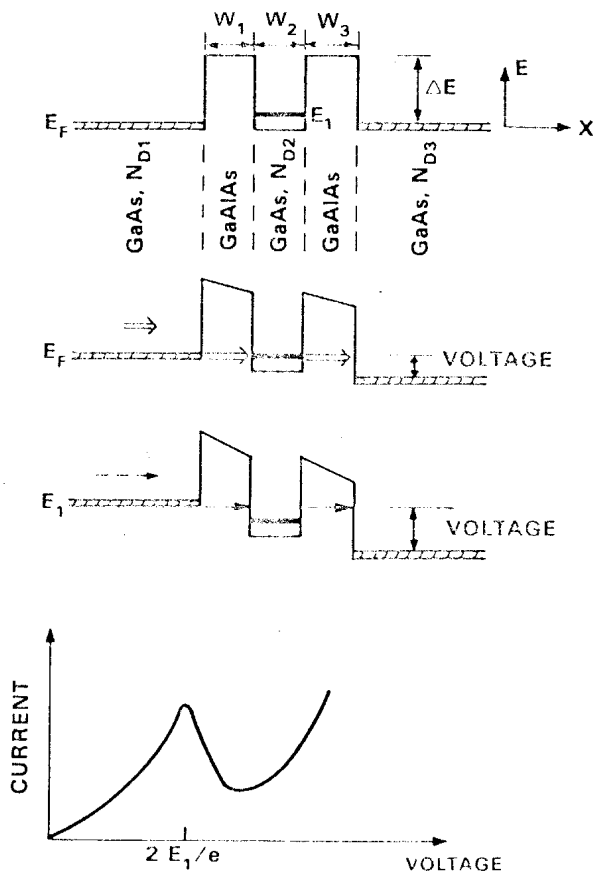 W1 W2 W3
ΔE
E
X
EF
E1
GaAs, ND1
GaAlAs
GaAs, ND2
GaAlAs
GaAs, ND3
EF
VOLTAGE
E1
VOLTAGE
CURRENT
2 E1/e
VOLTAGE